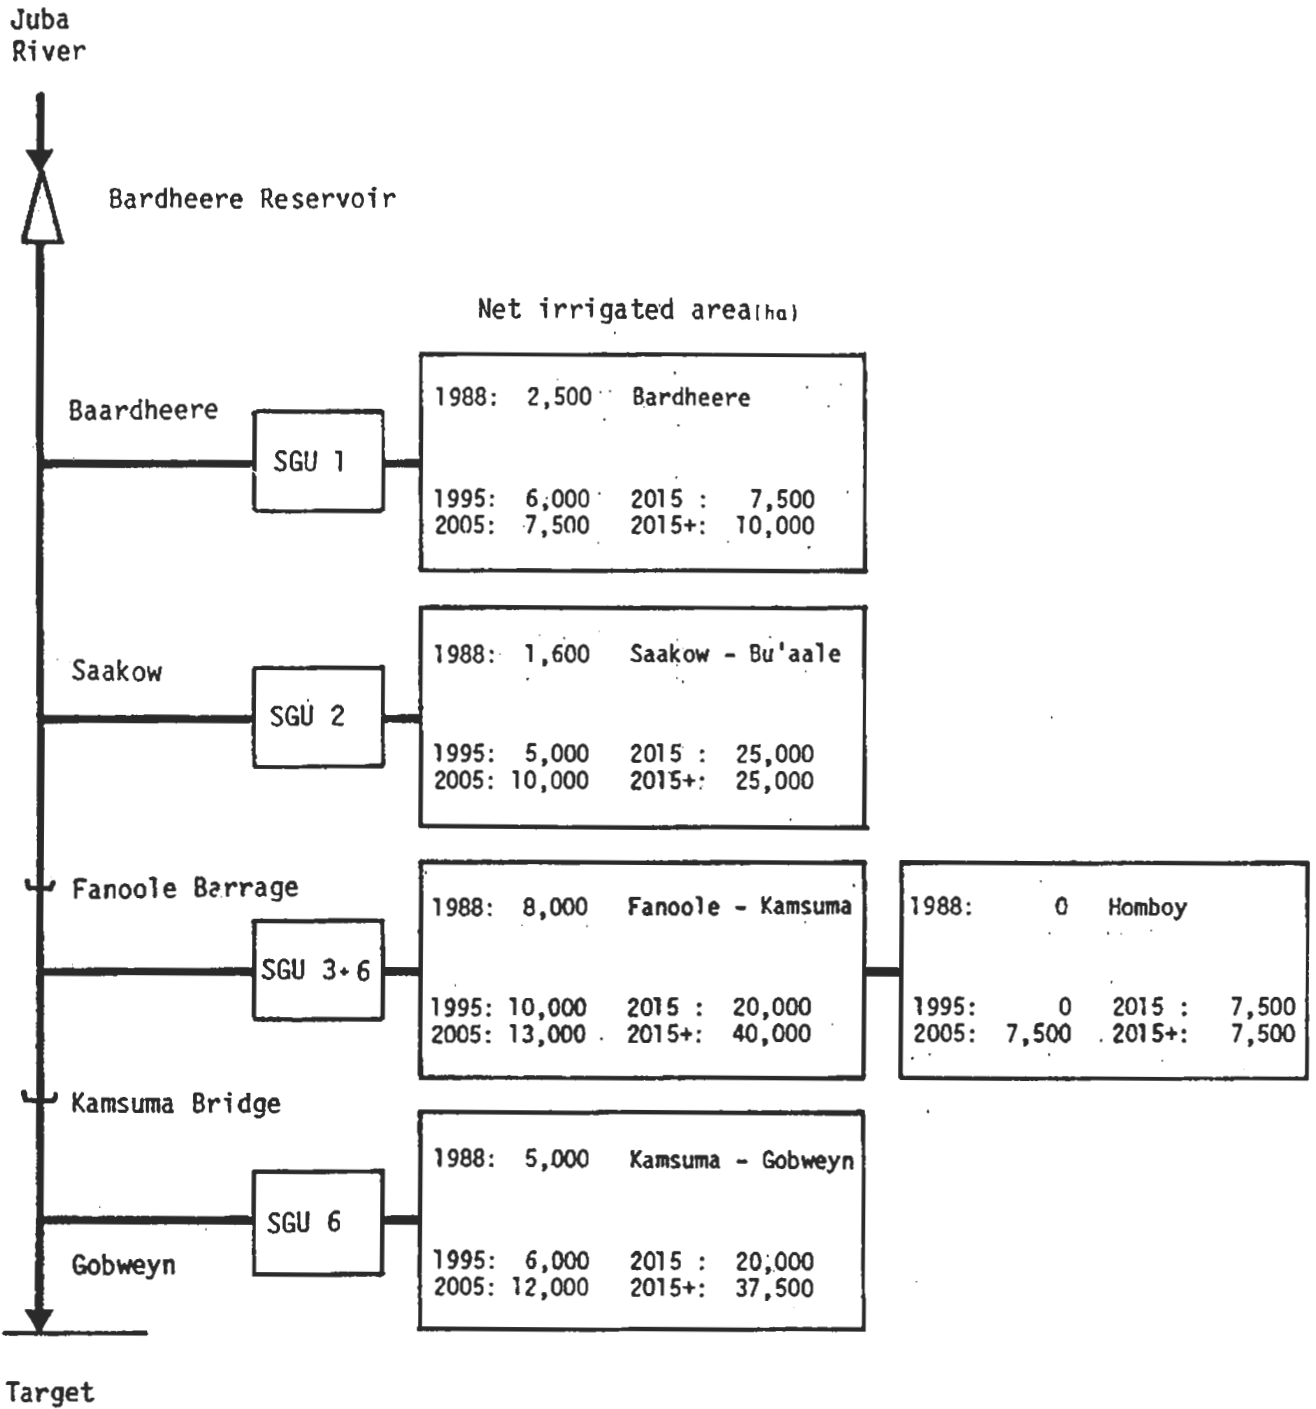 Juba
River
Bardheere Reservoir
Net irrigated area(ha)
Baardheere
SGU 1
1988: 2,500 Bardheere
1995: 6,000 2015 : 7,500
2005: 7,500 2015+: 10,000
Saakow
SGU 2
1988: 1,600 Saakow - Bu'aale
1995: 5,000 2015 : 25,000
2005: 10,000 2015+: 25,000
Fanoole Barrage
SGU 3+6
1988: 8,000 Fanoole - Kamsuma
1995: 10,000 2015 : 20,000
2005: 13,000 2015+: 40,000
1988: 0 Homboy
1995: 0 2015 : 7,500
2005: 7,500 2015+: 7,500
Kamsuma Bridge
SGU 6
1988: 5,000 Kamsuma - Gobweyn
1995: 6,000 2015 : 20,000
2005: 12,000 2015+: 37,500
Gobweyn
Target